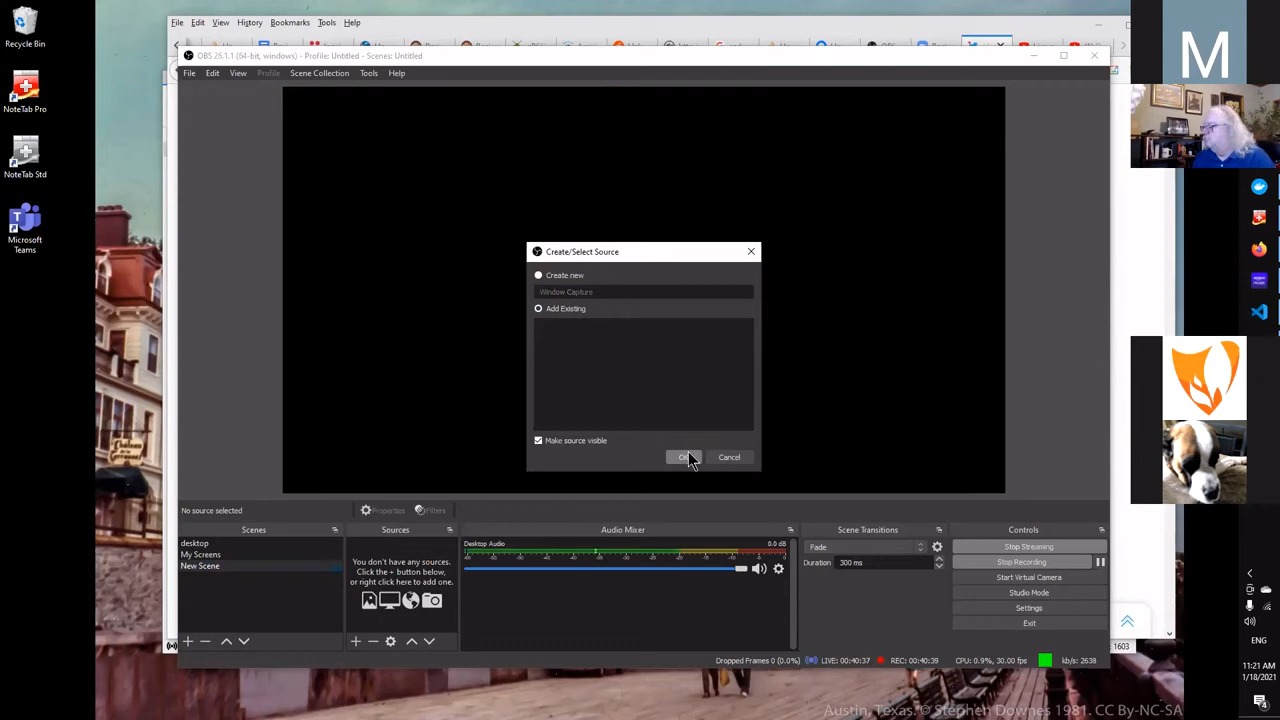 Recycle Bin
NoteTab Pro
NoteTab Std
Microsoft
Teams
File Edit View History Bookmarks Tools Help
OBS 25.1.1 (64-bit, windows) - Profile: Untitled - Scenes: Untitled
File Edit View Profile Scene Collection Tools Help
M
Create/Select Source
Create new
Window Capture
Add Existing
Make source visible
Cancel
No source selected
Properties
Filters
Scenes
desktop
My Screens
New Scene
Sources
You don't have any sources.
Click the + button below,
or right click here to add one.
Audio Mixer
Desktop Audio
0.0 dB
Scene Transitions
Fade
Duration 300 ms
Controls
Stop Streaming
Stop Recording
Start Virtual Camera
Studio Mode
Settings
Exit
Dropped Frames 0 (0.0%) LIVE: 00:40:37 REC: 00:40:39 CPU: 0.9%, 30.00 fps kb/s: 2638
1603
ENG
11:21 AM
1/18/2021
4
Austin, Texas. © Stephen Downes 1981. CC By-NC-SA